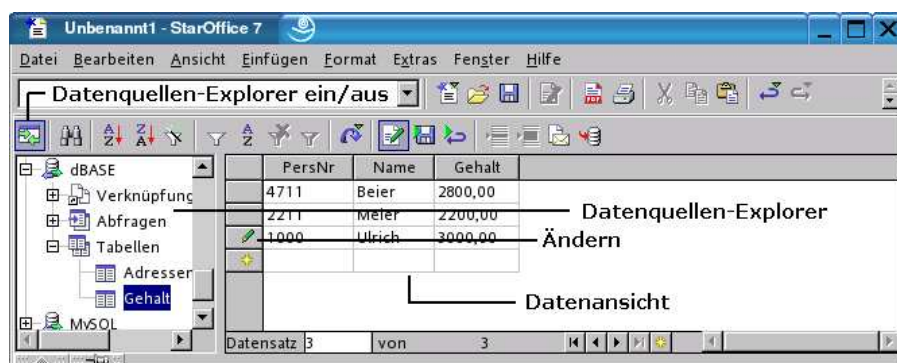 Unbenannt1 - StarOffice 7
Datei Bearbeiten Ansicht Einfügen Format Extras Fenster Hilfe
Datenquellen-Explorer ein/aus
dBASE
Verknüpfung
Abfragen
Tabellen
Adressen
Gehalt
MySQL
PersNr Name Gehalt
4711 Beier 2800,00
2211 Meier 2200,00
1000 Ulrich 3000,00
Datenquellen-Explorer
Ändern
Datenansicht
Datensatz 3 von 3